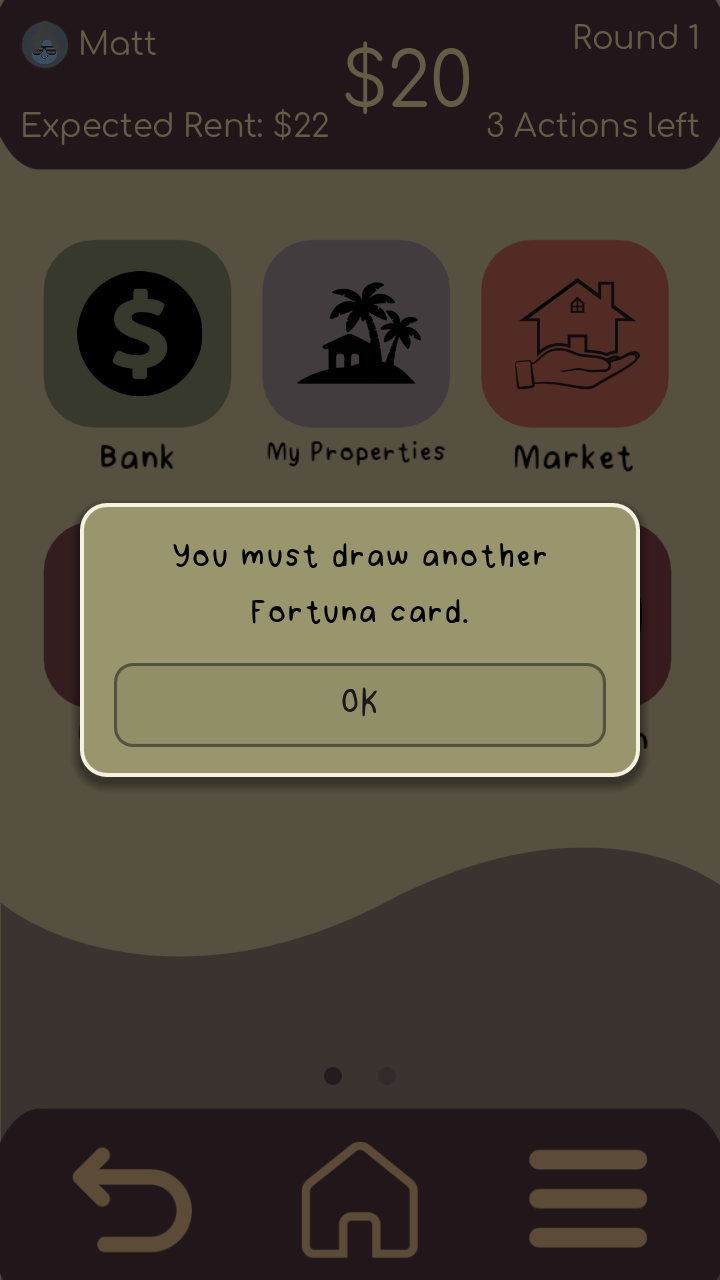 Matt
Round 1
$20
Expected Rent: $22
3 Actions left
Bank
My Properties
Market
You must draw another
Fortuna card.
OK